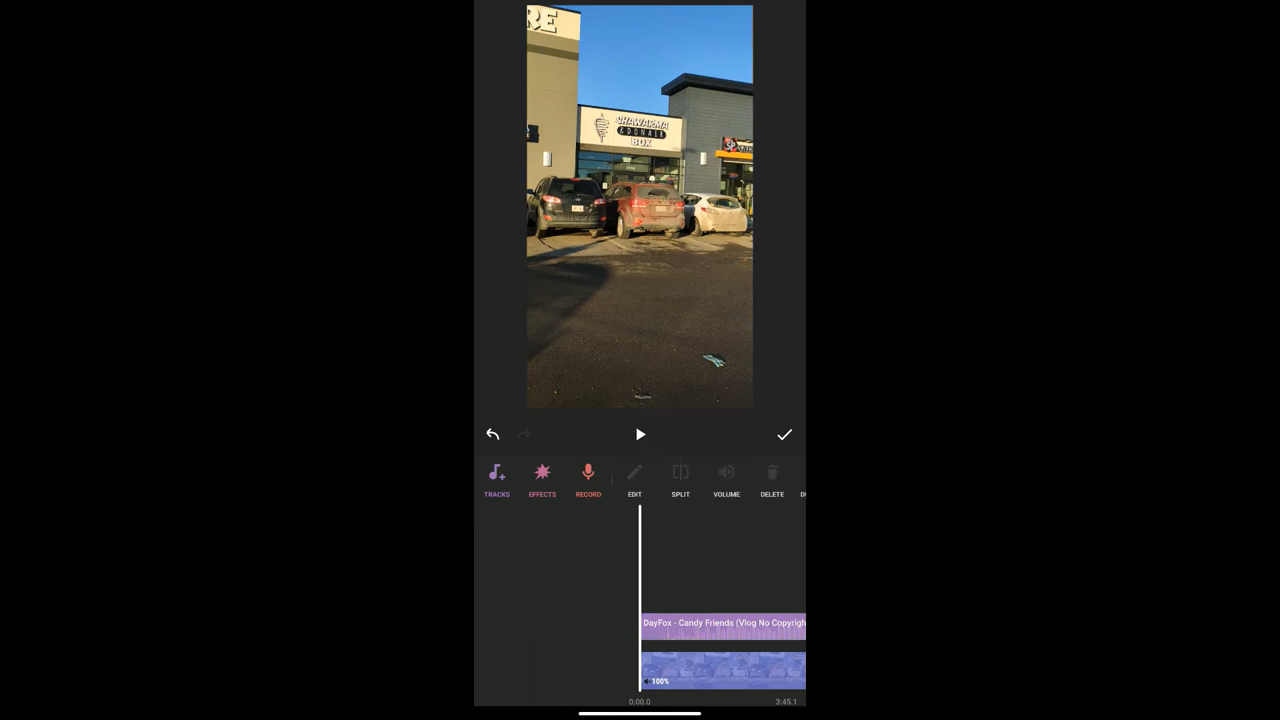 RE
SHAWARMA
& DONAIR
BOX
TRACKS
EFFECTS
RECORD
EDIT
SPLIT
VOLUME
DELETE
DayFox - Candy Friends (Vlog No Copyrigh
100%
0:00.0
3:45.1